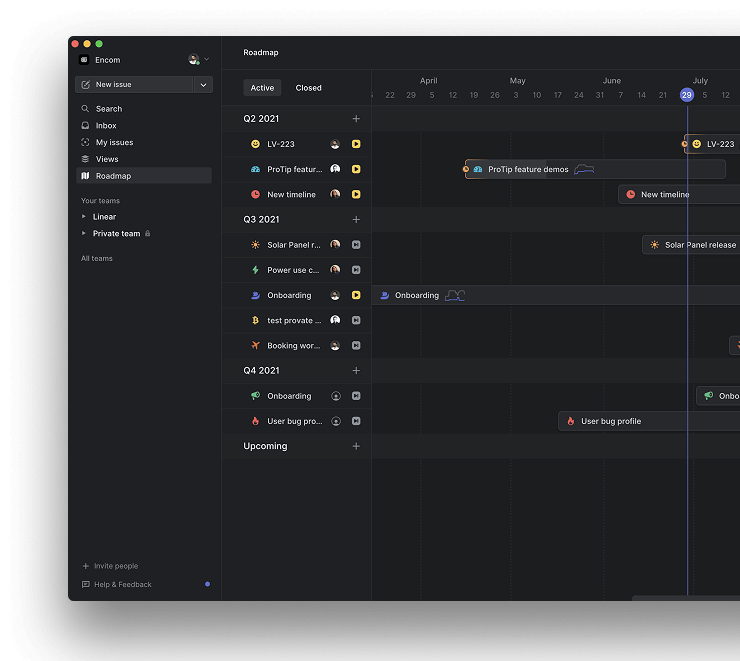 Encom
New issue
Search
Inbox
My issues
Views
Roadmap
Your teams
Linear
Private team
All teams
Invite people
Help & Feedback
Roadmap
Active Closed
Q2 2021
LV-223
ProTip featur...
New timeline
Q3 2021
Solar Panel r...
Power use c...
Onboarding
test provate ...
Booking wor...
Q4 2021
Onboarding
User bug pro...
Upcoming
April May June July
22 29 5 12 19 26 3 10 17 24 31 7 14 21 29 5 12
LV-223
ProTip feature demos
New timeline
Solar Panel release
Onboarding
Onbo
User bug profile